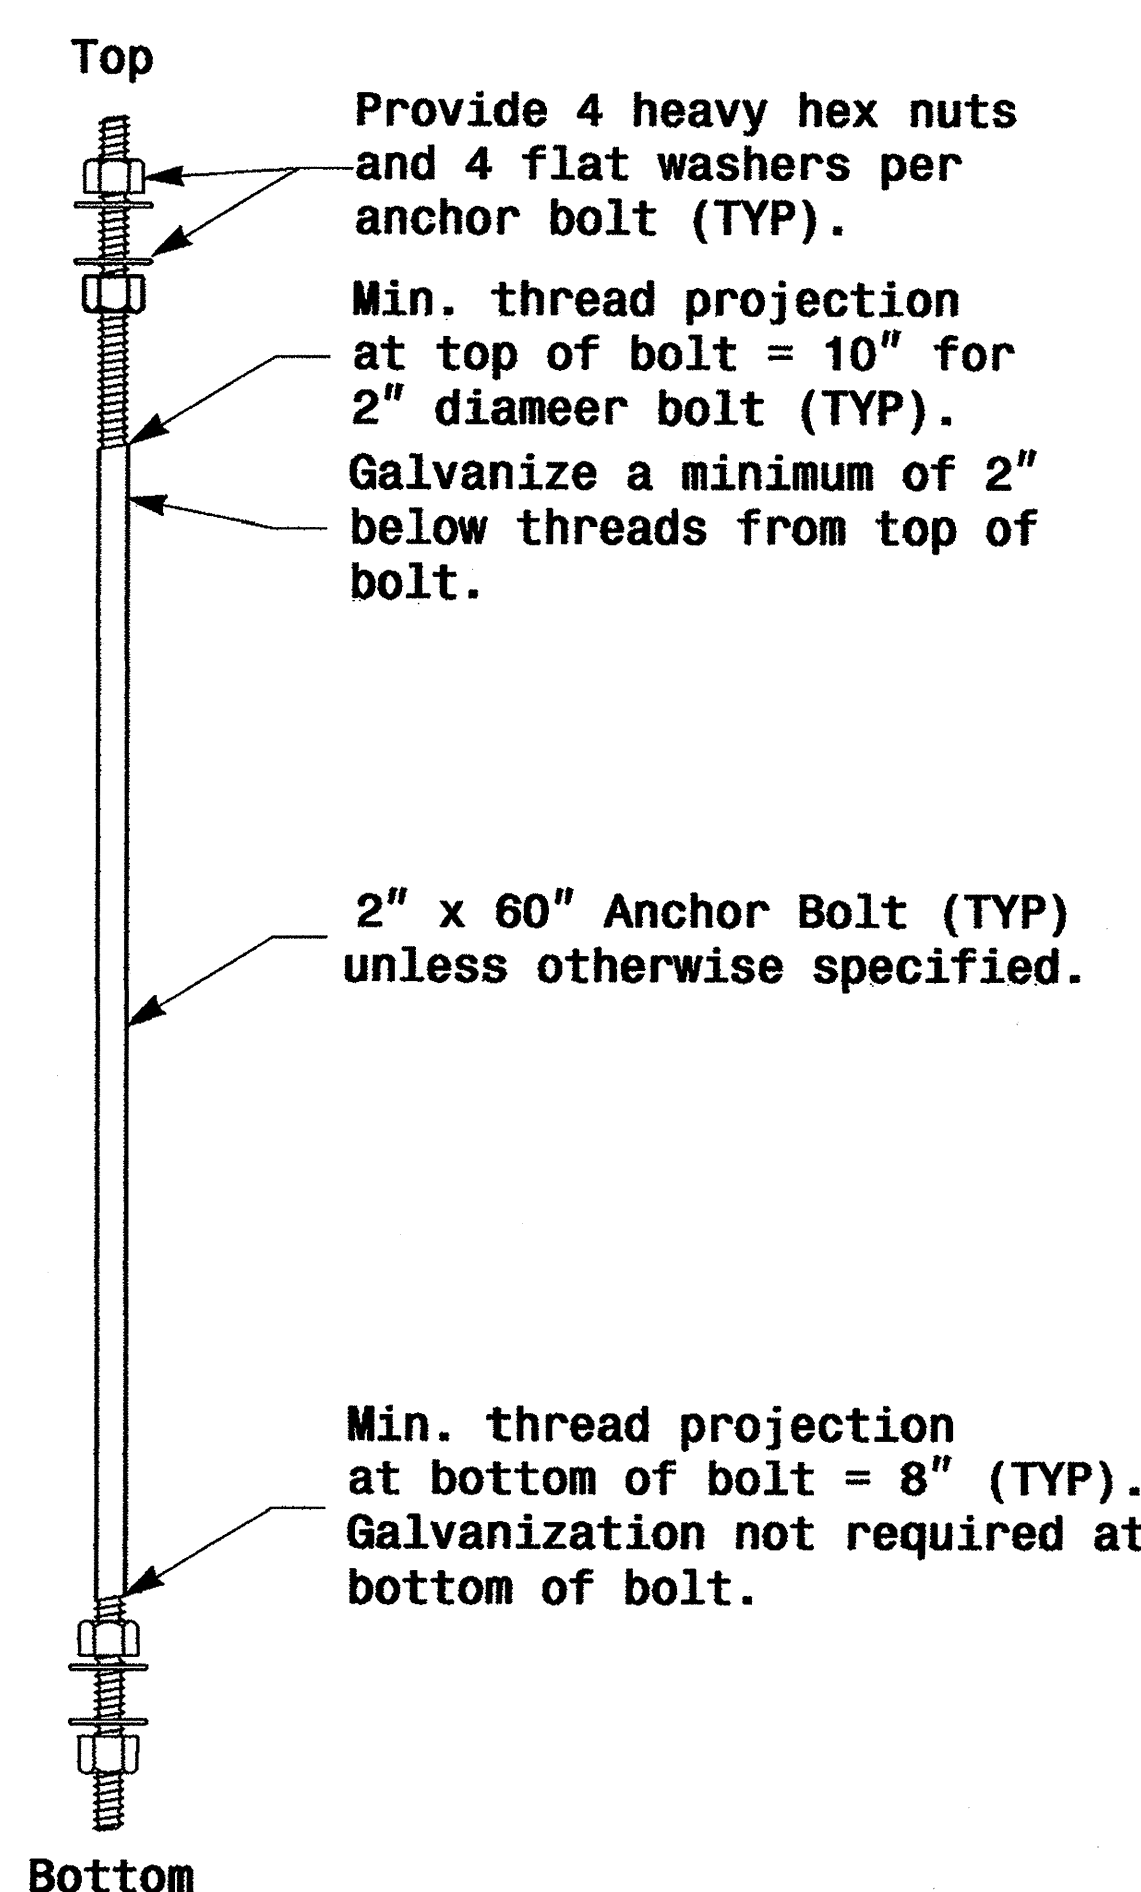 Top
Provide 4 heavy hex nuts
and 4 flat washers per
anchor bolt (TYP).
Min. thread projection
at top of bolt = 10" for
2" diameer bolt (TYP).
Galvanize a minimum of 2"
below threads from top of
bolt.
2" x 60" Anchor Bolt (TYP)
unless otherwise specified.
Min. thread projection
at bottom of bolt = 8" (TYP).
Galvanization not required at
bottom of bolt.
Bottom